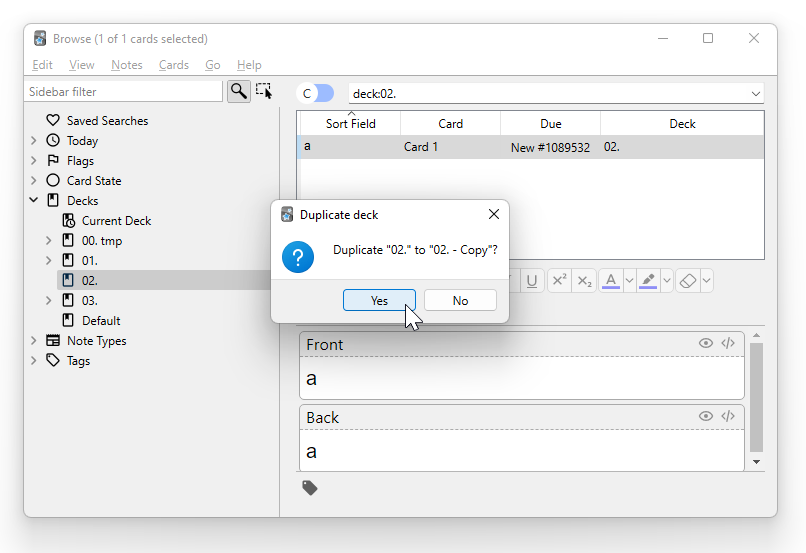 Browse (1 of 1 cards selected)
Edit View Notes Cards Go Help
Sidebar filter
C
deck:02.
Saved Searches
Today
Flags
Card State
Decks
Current Deck
00. tmp
01.
02.
03.
Default
Note Types
Tags
Sort Field Card Due Deck
a Card 1 New #1089532 02.
Duplicate deck
Duplicate "02." to "02. - Copy"?
Yes No
U x² x₂ A
Front
a
Back
a